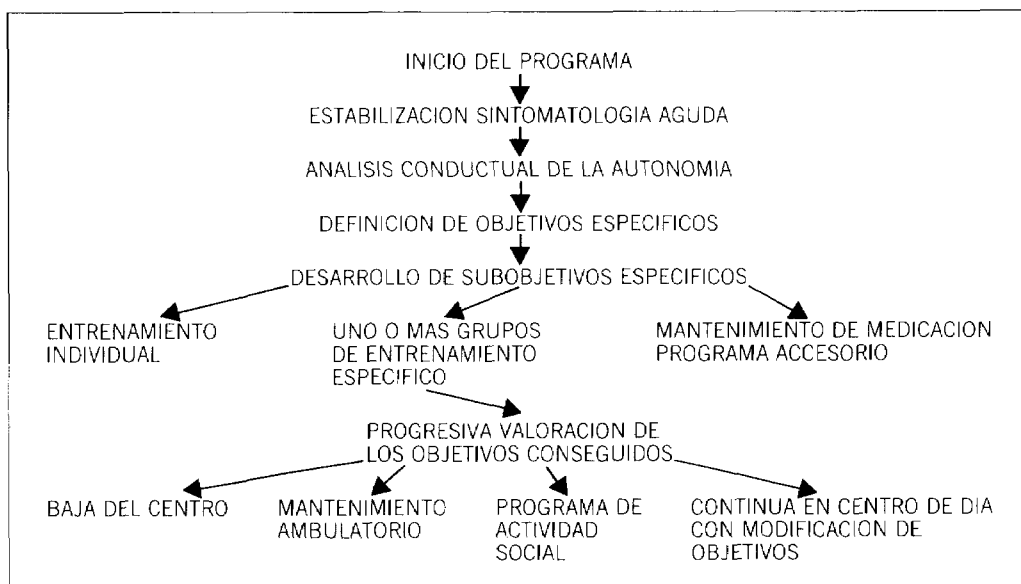 INICIO DEL PROGRAMA
ESTABILIZACION SINTOMATOLOGIA AGUDA
ANALISIS CONDUCTUAL DE LA AUTONOMIA
DEFINICION DE OBJETIVOS ESPECIFICOS
DESARROLLO DE SUBOBJETIVOS ESPECIFICOS
ENTRENAMIENTO
INDIVIDUAL
UNO O MAS GRUPOS
DE ENTRENAMIENTO
ESPECIFICO
MANTENIMIENTO DE MEDICACION
PROGRAMA ACCESORIO
PROGRESIVA VALORACION DE
LOS OBJETIVOS CONSEGUIDOS
BAJA DEL CENTRO
MANTENIMIENTO
AMBULATORIO
PROGRAMA DE
ACTIVIDAD
SOCIAL
CONTINUA EN CENTRO DE DIA
CON MODIFICACION DE
OBJETIVOS